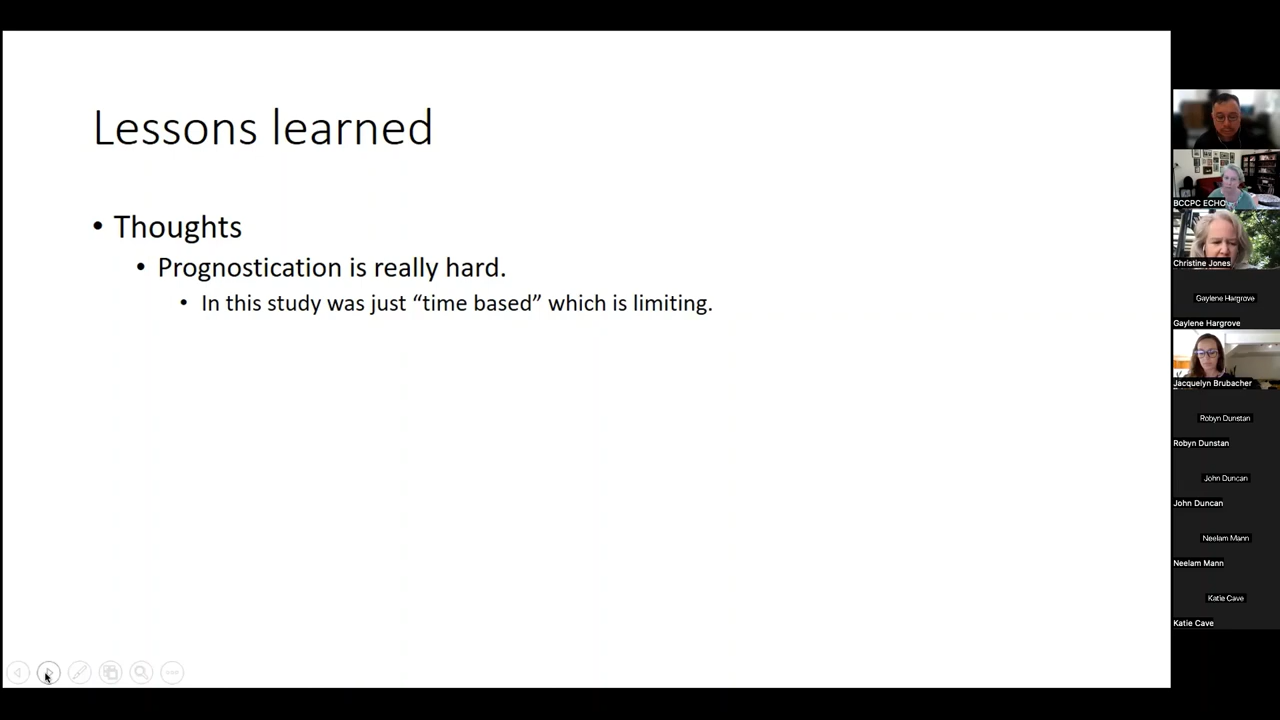 Lessons learned
• Thoughts
• Prognostication is really hard.
• In this study was just “time based” which is limiting.
BCCPC ECHO
Christine Jones
Gaylene Hargrove
Gaylene Hargrove
Jacquelyn Brubacher
Robyn Dunstan
Robyn Dunstan
John Duncan
John Duncan
Neelam Mann
Neelam Mann
Katie Cave
Katie Cave